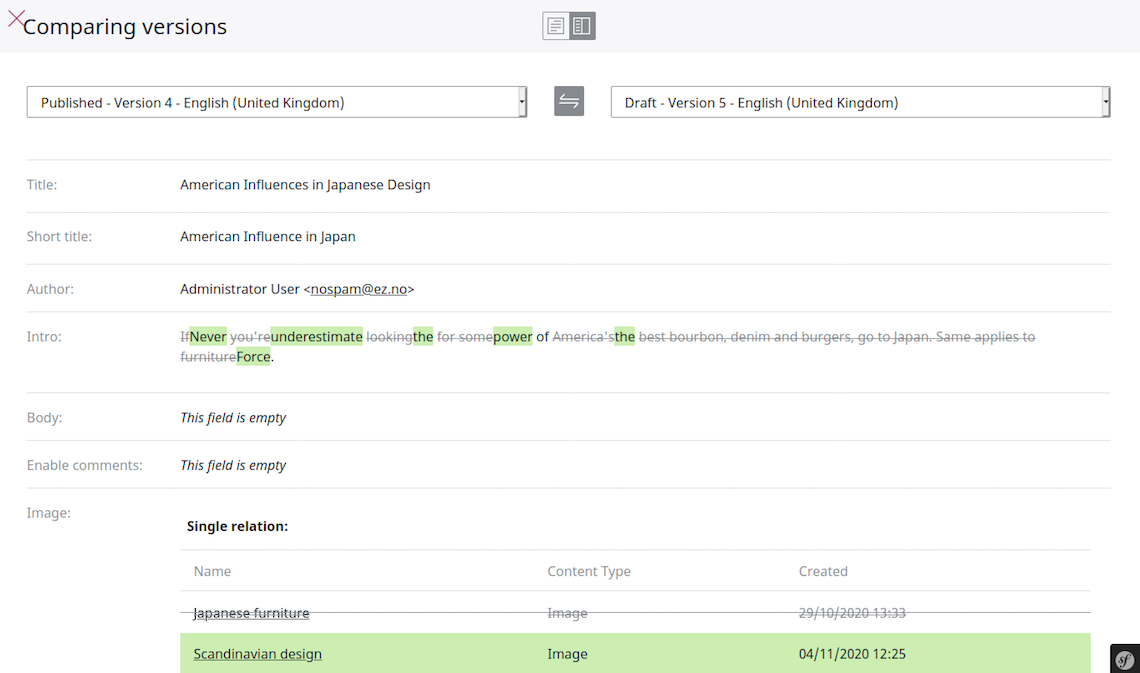 Comparing versions
Published - Version 4 - English (United Kingdom)
Draft - Version 5 - English (United Kingdom)
Title: American Influences in Japanese Design
Short title: American Influence in Japan
Author: Administrator User <nospam@ez.no>
Intro: IfNever you'reunderestimate lookingthe for somepower of America'sthe best bourbon, denim and burgers, go to Japan. Same applies to
furnitureForce.
Body: This field is empty
Enable comments: This field is empty
Image:
Single relation:
Name Content Type Created
Japanese furniture Image 29/10/2020 13:33
Scandinavian design Image 04/11/2020 12:25
sf